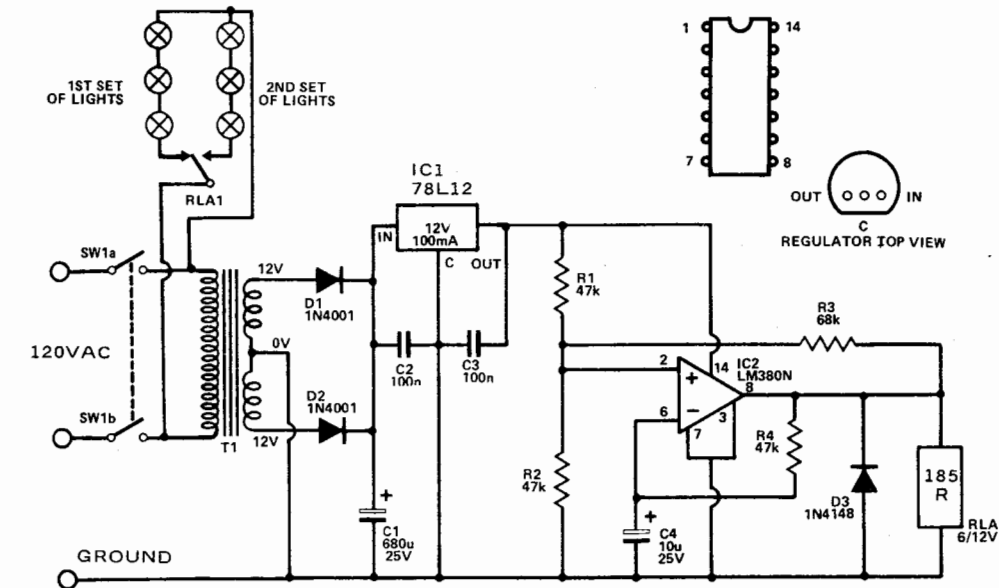 1ST SET
OF LIGHTS
2ND SET
OF LIGHTS
RLA1
1
14
7
8
OUT
IN
C
REGULATOR TOP VIEW
IC1
78L12
IN
12V
100mA
C
OUT
SW1a
120VAC
SW1b
T1
12V
0V
12V
D1
1N4001
D2
1N4001
C2
100n
C3
100n
C1
680u
25V
+
R1
47k
R2
47k
R3
68k
2
6
+
−
7
3
14
8
IC2
LM380N
R4
47k
+
C4
10u
25V
D3
1N4148
185
R
RLA
6/12V
GROUND